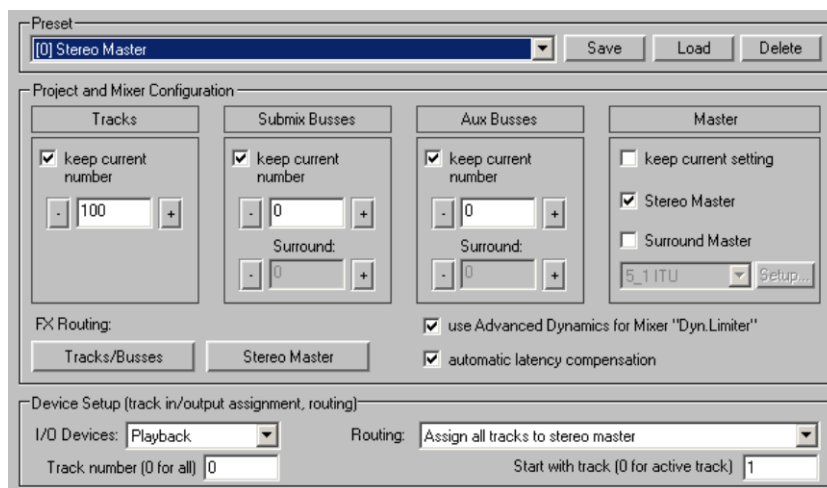 Preset
[0] Stereo Master
Save Load Delete
Project and Mixer Configuration
Tracks Submix Busses Aux Busses Master
keep current number
- 100 +
keep current number
- 0 +
Surround:
- 0 +
keep current number
- 0 +
Surround:
- 0 +
keep current setting
Stereo Master
Surround Master
5_1 ITU Setup...
FX Routing:
Tracks/Busses Stereo Master
use Advanced Dynamics for Mixer "Dyn.Limiter"
automatic latency compensation
Device Setup (track in/output assignment, routing)
I/O Devices: Playback Routing: Assign all tracks to stereo master
Track number (0 for all) 0 Start with track (0 for active track) 1